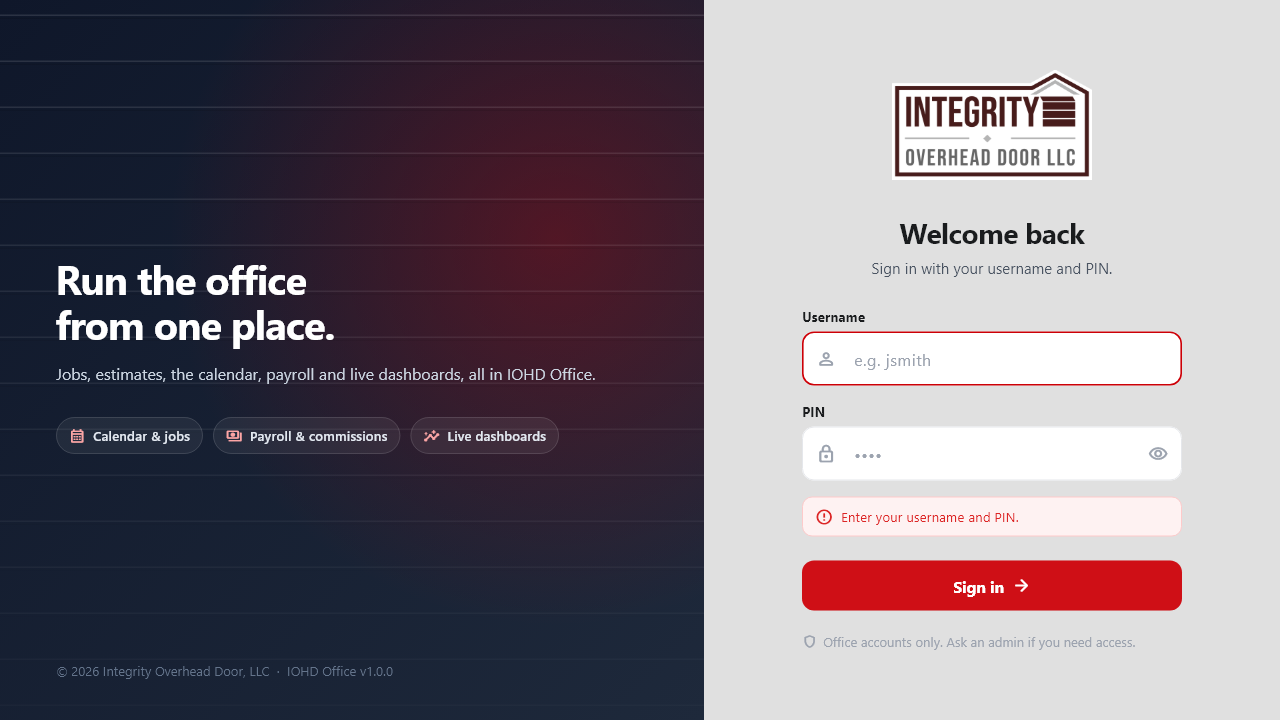 Run the office
from one place.
Jobs, estimates, the calendar, payroll and live dashboards, all in IOHD Office.
Calendar & jobs
Payroll & commissions
Live dashboards
© 2026 Integrity Overhead Door, LLC · IOHD Office v1.0.0
INTEGRITY
OVERHEAD DOOR LLC
Welcome back
Sign in with your username and PIN.
Username
e.g. jsmith
PIN
••••
Enter your username and PIN.
Sign in →
Office accounts only. Ask an admin if you need access.